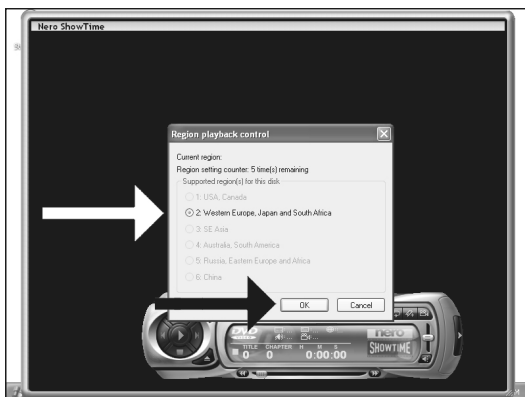 Nero ShowTime
Region playback control
Current region:
Region setting counter: 5 time(s) remaining
Supported region(s) for this disk
1: USA, Canada
2: Western Europe, Japan and South Africa
3: SE Asia
4: Australia, South America
5: Russia, Eastern Europe and Africa
6: China
OK Cancel
nero
SHOWTIME
TITLE CHAPTER H M S
0 0 0:00:00